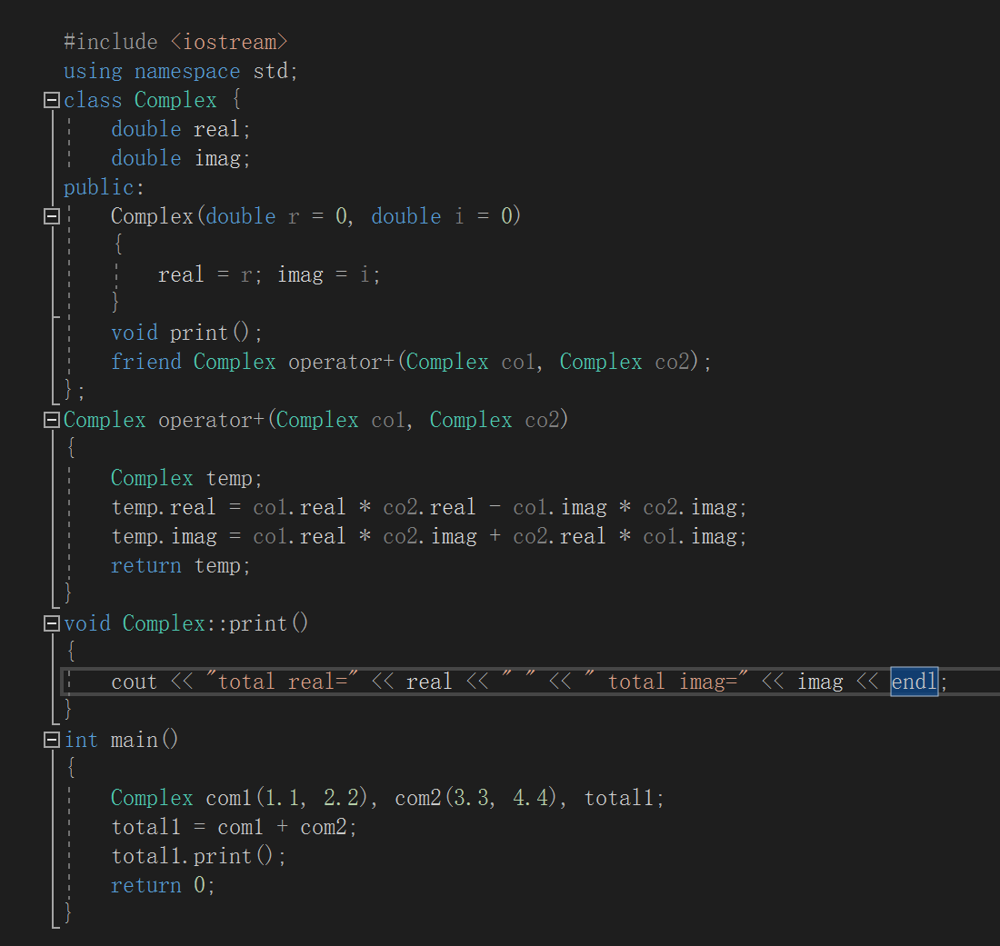 #include <iostream>
using namespace std;
class Complex {
    double real;
    double imag;
public:
    Complex(double r = 0, double i = 0)
    {
        real = r; imag = i;
    }
    void print();
    friend Complex operator+(Complex co1, Complex co2);
};
Complex operator+(Complex co1, Complex co2)
{
    Complex temp;
    temp.real = co1.real * co2.real - co1.imag * co2.imag;
    temp.imag = co1.real * co2.imag + co2.real * co1.imag;
    return temp;
}
void Complex::print()
{
    cout << "total real=" << real << " " << " total imag=" << imag << endl;
}
int main()
{
    Complex com1(1.1, 2.2), com2(3.3, 4.4), total1;
    total1 = com1 + com2;
    total1.print();
    return 0;
}